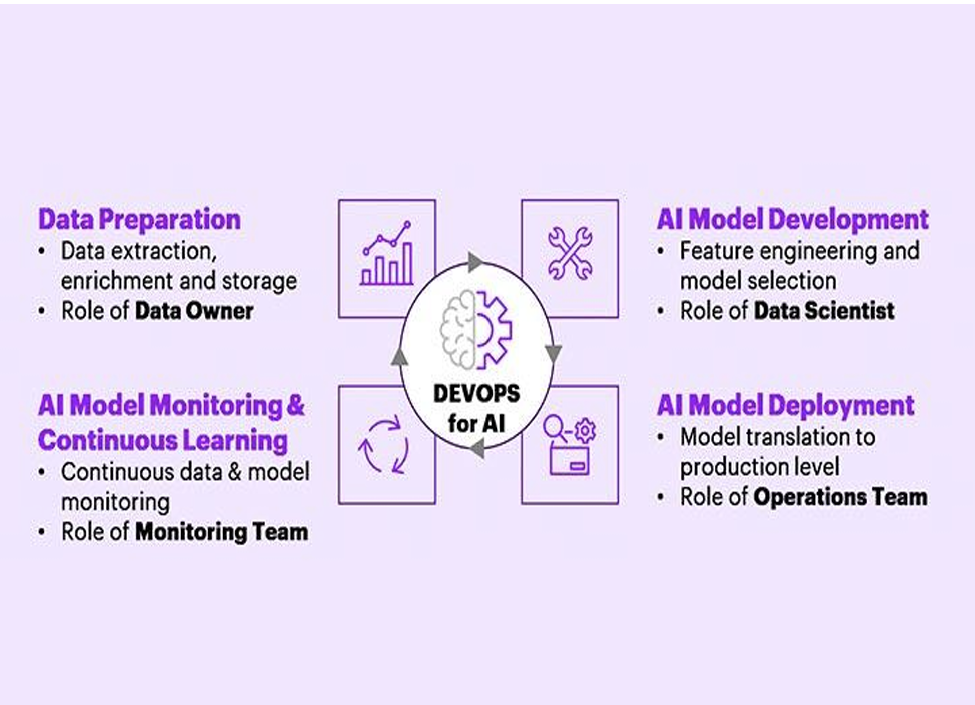 Data Preparation
• Data extraction,
enrichment and storage
• Role of Data Owner
AI Model Development
• Feature engineering and
model selection
• Role of Data Scientist
DEVOPS
for AI
AI Model Monitoring &
Continuous Learning
• Continuous data & model
monitoring
• Role of Monitoring Team
AI Model Deployment
• Model translation to
production level
• Role of Operations Team